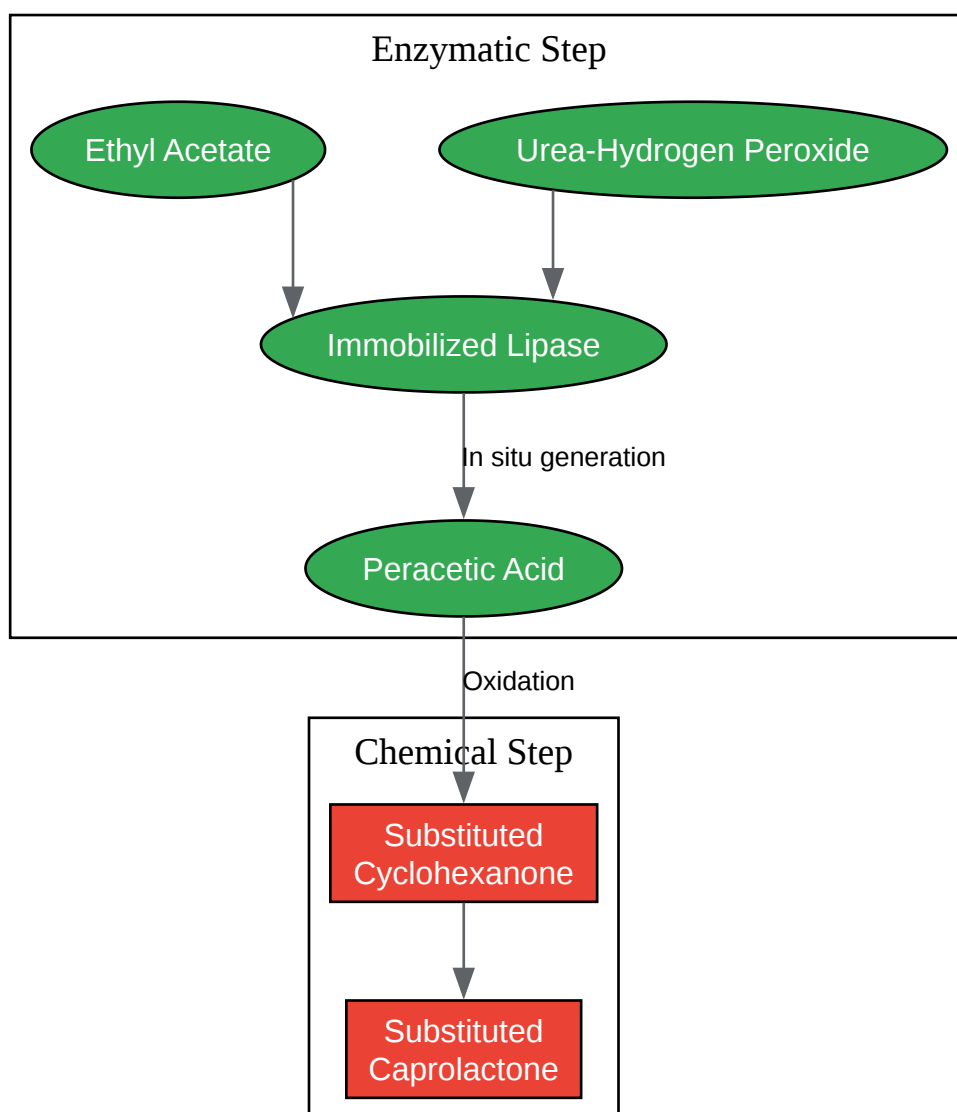 Enzymatic Step
Ethyl Acetate
Urea-Hydrogen Peroxide
Immobilized Lipase
In situ generation
Peracetic Acid
Oxidation
Chemical Step
Substituted
Cyclohexanone
Substituted
Caprolactone